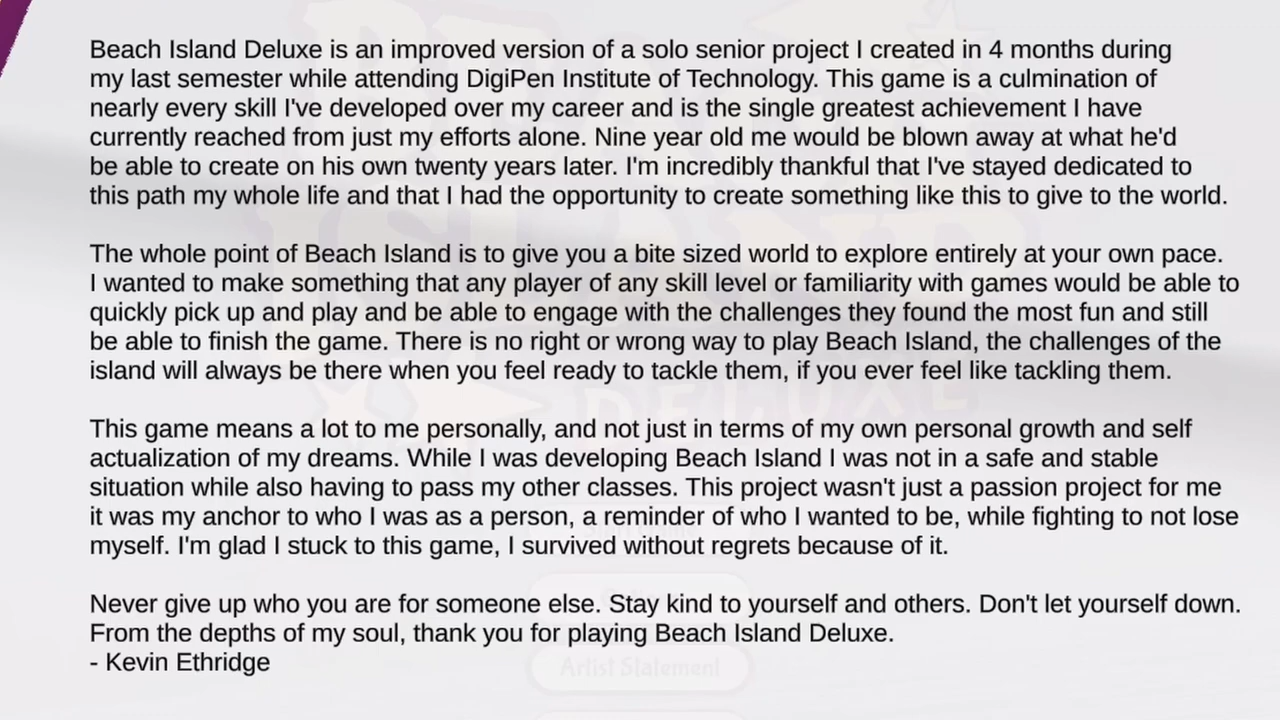 Beach Island Deluxe is an improved version of a solo senior project I created in 4 months during
my last semester while attending DigiPen Institute of Technology. This game is a culmination of
nearly every skill I've developed over my career and is the single greatest achievement I have
currently reached from just my efforts alone. Nine year old me would be blown away at what he'd
be able to create on his own twenty years later. I'm incredibly thankful that I've stayed dedicated to
this path my whole life and that I had the opportunity to create something like this to give to the world.
The whole point of Beach Island is to give you a bite sized world to explore entirely at your own pace.
I wanted to make something that any player of any skill level or familiarity with games would be able to
quickly pick up and play and be able to engage with the challenges they found the most fun and still
be able to finish the game. There is no right or wrong way to play Beach Island, the challenges of the
island will always be there when you feel ready to tackle them, if you ever feel like tackling them.
This game means a lot to me personally, and not just in terms of my own personal growth and self
actualization of my dreams. While I was developing Beach Island I was not in a safe and stable
situation while also having to pass my other classes. This project wasn't just a passion project for me
it was my anchor to who I was as a person, a reminder of who I wanted to be, while fighting to not lose
myself. I'm glad I stuck to this game, I survived without regrets because of it.
Never give up who you are for someone else. Stay kind to yourself and others. Don't let yourself down.
From the depths of my soul, thank you for playing Beach Island Deluxe.
- Kevin Ethridge
Artist Statement